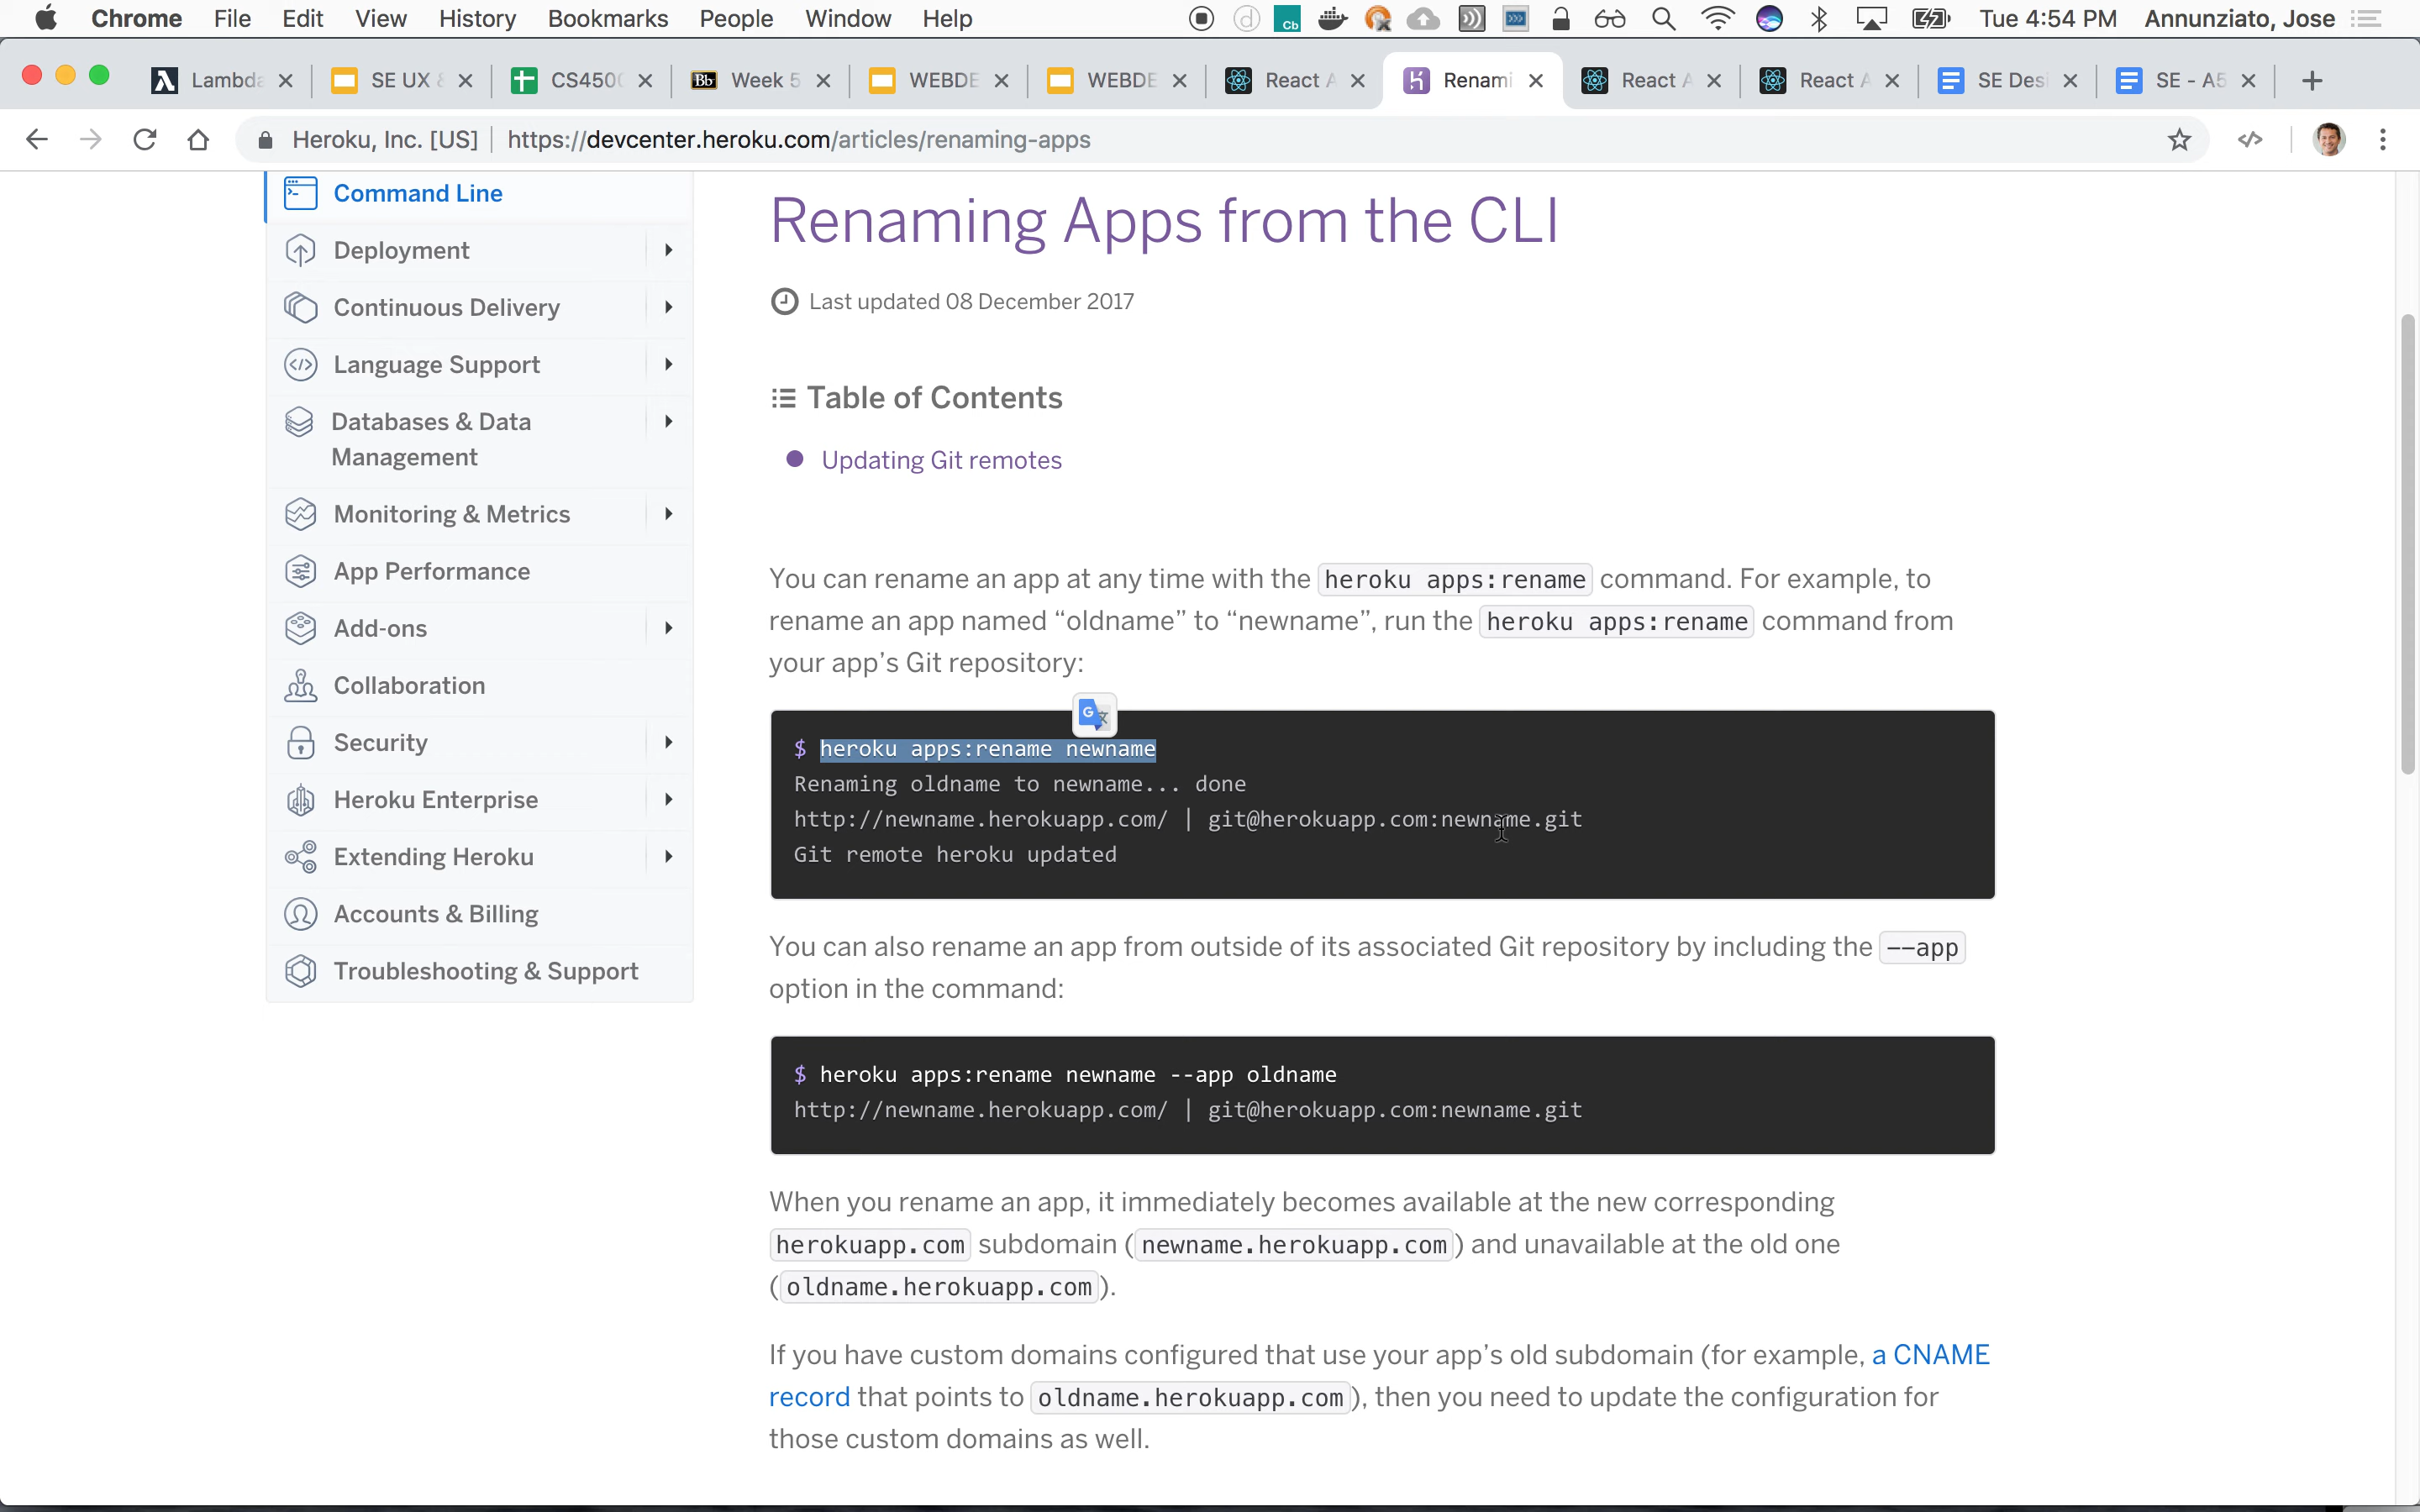 Chrome File Edit View History Bookmarks People Window Help Cb Tue 4:54 PM Annunziato, Jose
Lambda SE UX & CS450 Bb Week 5 WEBDE WEBDE React A Renami React A React A SE Des SE - A5
Heroku, Inc. [US] https://devcenter.heroku.com/articles/renaming-apps
Command Line
Deployment
Continuous Delivery
Language Support
Databases & Data
Management
Monitoring & Metrics
App Performance
Add-ons
Collaboration
Security
Heroku Enterprise
Extending Heroku
Accounts & Billing
Troubleshooting & Support
Renaming Apps from the CLI
Last updated 08 December 2017
Table of Contents
Updating Git remotes
You can rename an app at any time with the heroku apps:rename command. For example, to
rename an app named “oldname” to “newname”, run the heroku apps:rename command from
your app’s Git repository:
$ heroku apps:rename newname
Renaming oldname to newname... done
http://newname.herokuapp.com/ | git@herokuapp.com:newname.git
Git remote heroku updated
You can also rename an app from outside of its associated Git repository by including the --app
option in the command:
$ heroku apps:rename newname --app oldname
http://newname.herokuapp.com/ | git@herokuapp.com:newname.git
When you rename an app, it immediately becomes available at the new corresponding
herokuapp.com subdomain (newname.herokuapp.com) and unavailable at the old one
(oldname.herokuapp.com).
If you have custom domains configured that use your app’s old subdomain (for example, a CNAME
record that points to oldname.herokuapp.com), then you need to update the configuration for
those custom domains as well.